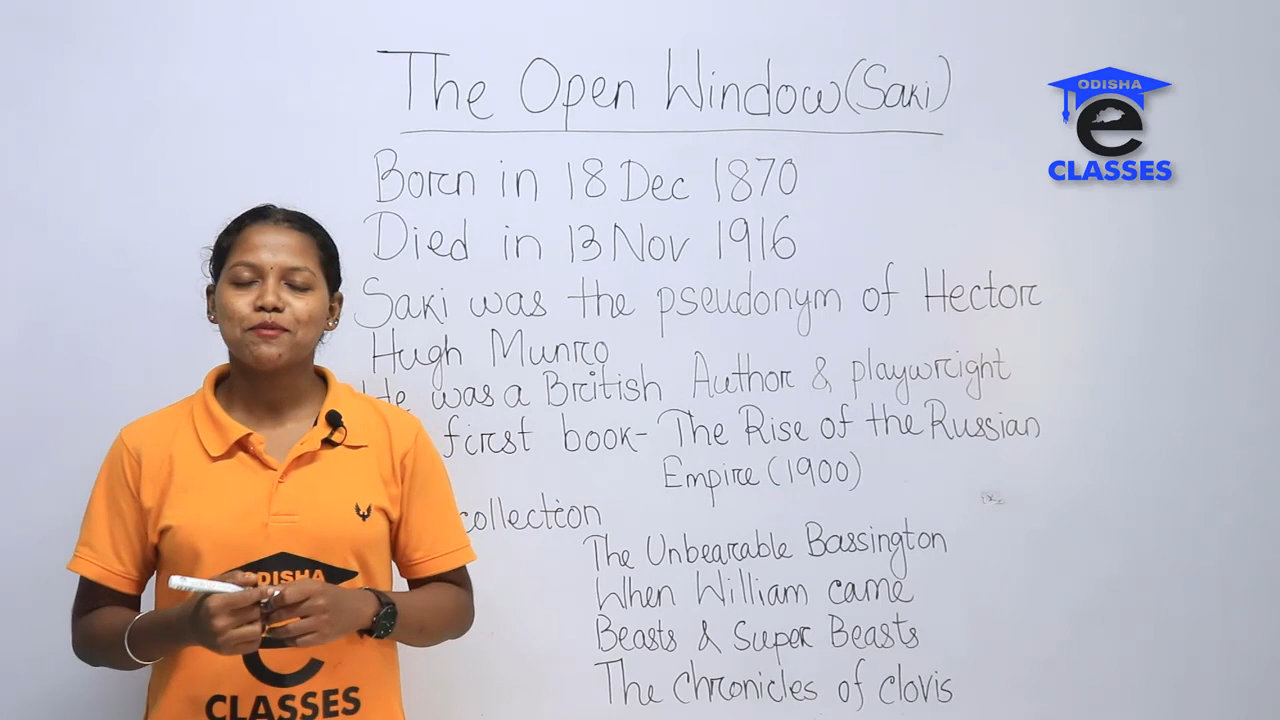 The Open Window (Saki)
ODISHA
e
CLASSES
Born in 18 Dec 1870
Died in 13 Nov 1916
Saki was the pseudonym of Hector
Hugh Munro
He was a British Author & playwright
first book- The Rise of the Russian
Empire (1900)
collection
The Unbearable Bassington
When William came
Beasts & Super Beasts
The Chronicles of clovis
ODISHA
e
CLASSES